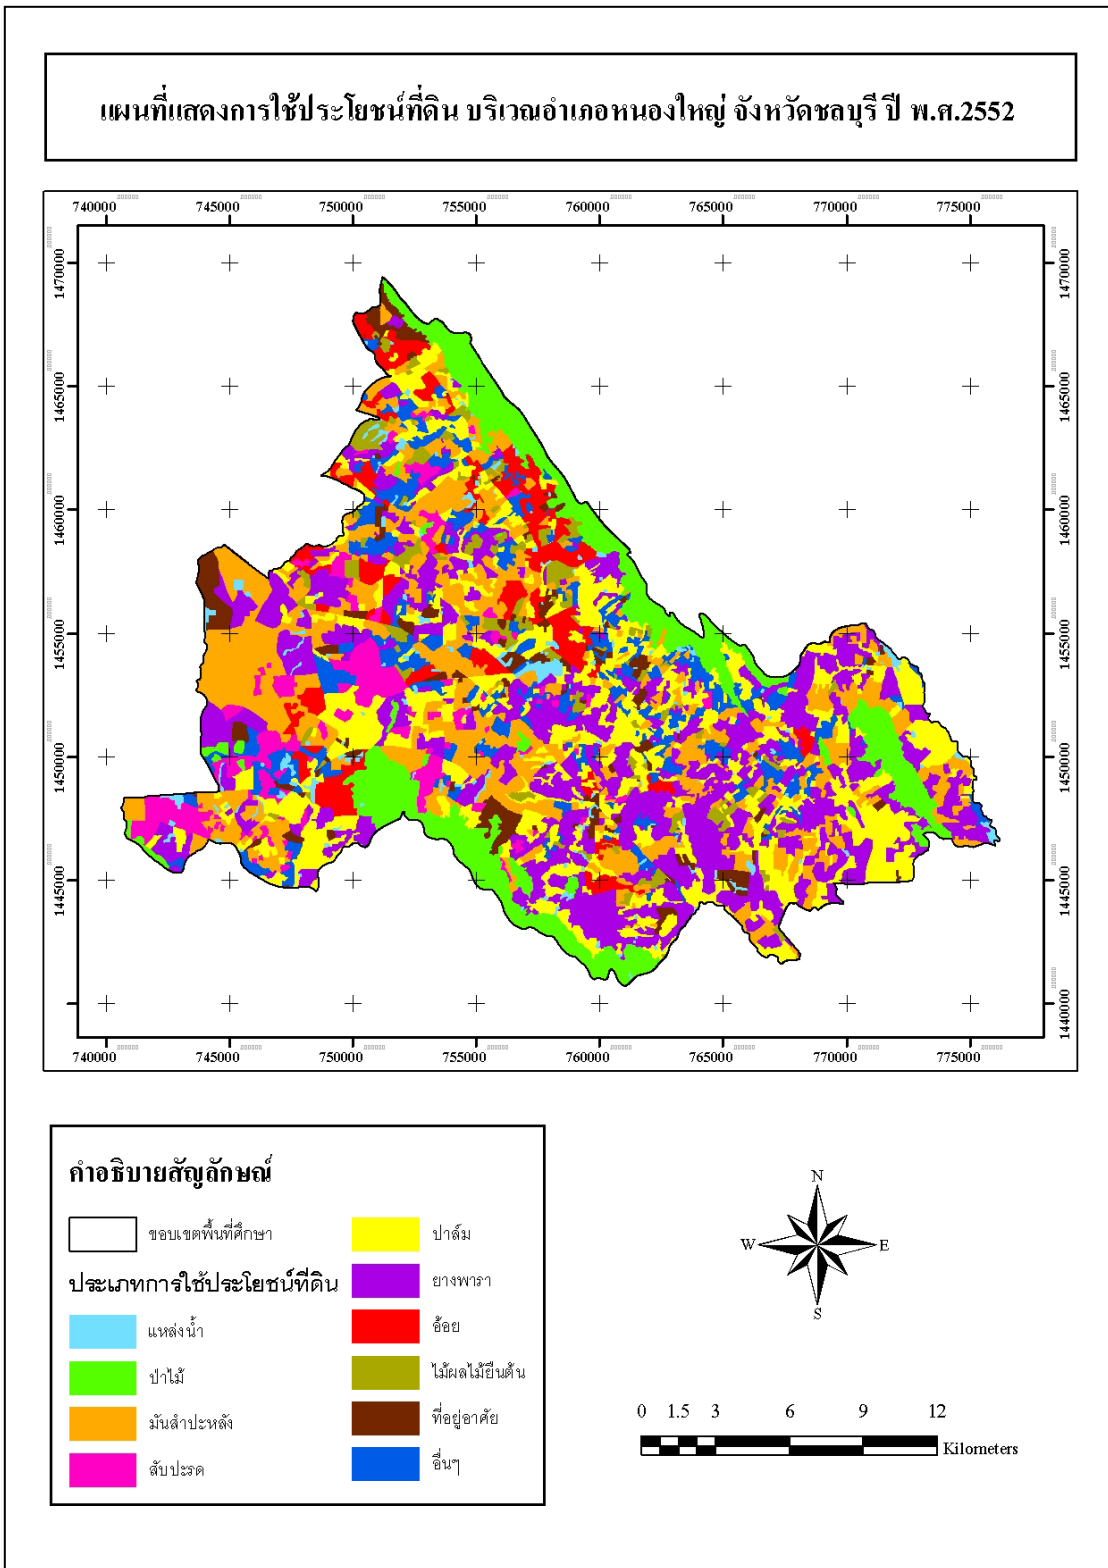 แผนที่แสดงการใช้ประโยชน์ที่ดิน บริเวณอำเภอหนองใหญ่ จังหวัดชลบุรี ปี พ.ศ.2552
740000 745000 750000 755000 760000 765000 770000 775000
1470000 1470000
1465000 1465000
1460000 1460000
1455000 1455000
1450000 1450000
1445000 1445000
1440000
740000 745000 750000 755000 760000 765000 770000 775000
คำอธิบายสัญลักษณ์
ขอบเขตพื้นที่ศึกษา
ประเภทการใช้ประโยชน์ที่ดิน
แหล่งน้ำ
ป่าไม้
มันสำปะหลัง
สับปะรด
ปาล์ม
ยางพารา
อ้อย
ไม้ผลไม้ยืนต้น
ที่อยู่อาศัย
อื่นๆ
N
W E
S
0 1.5 3 6 9 12
Kilometers